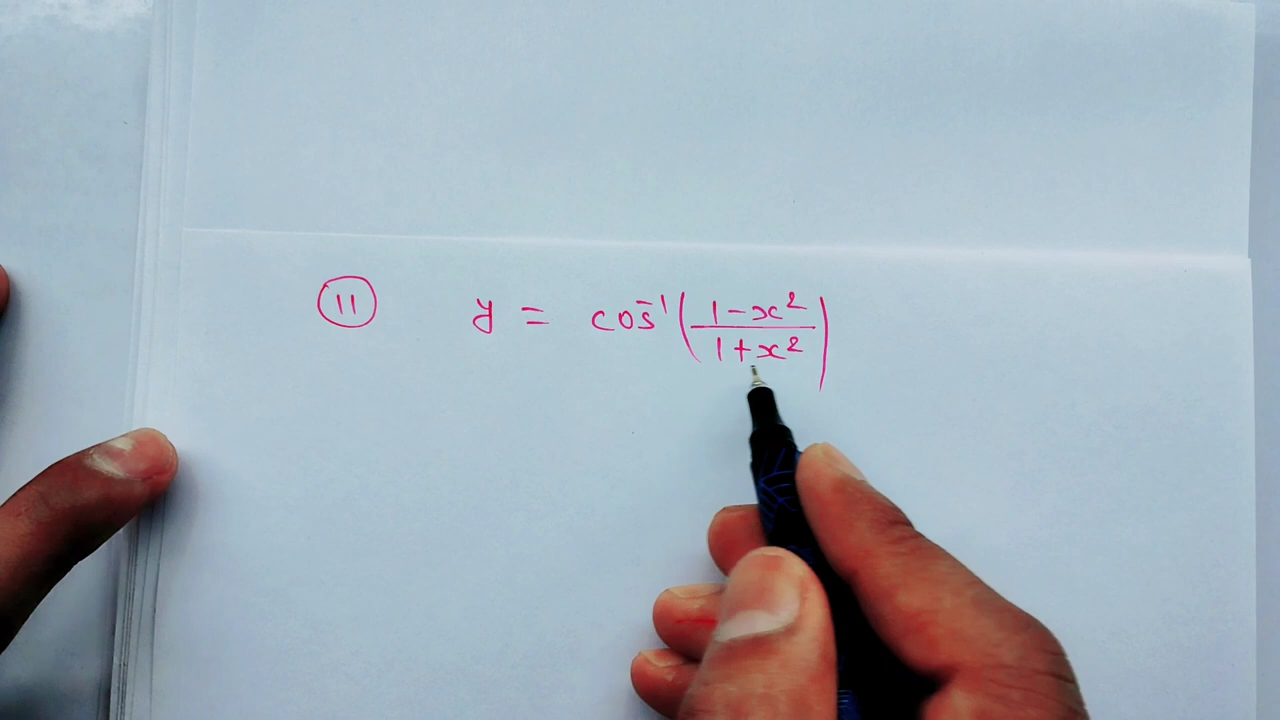 (11) y = cos⁻¹((1-x²)/(1+x²))